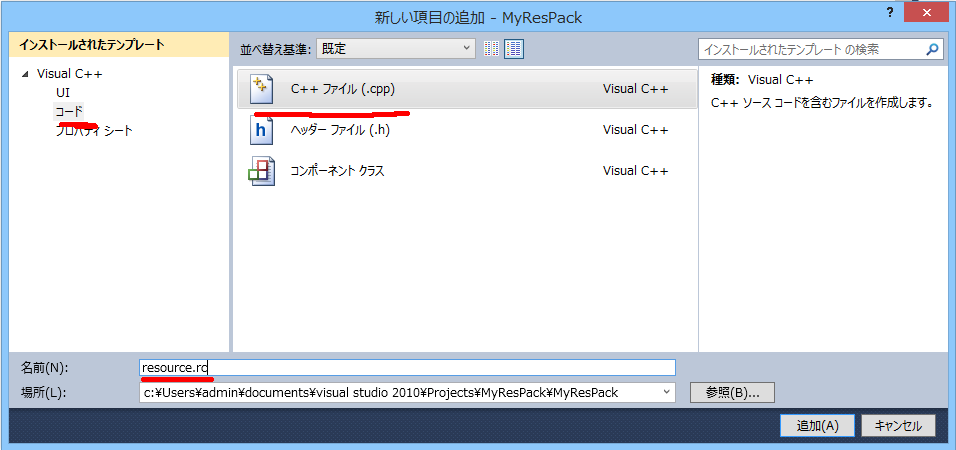 新しい項目の追加 - MyResPack
?
インストールされたテンプレート
並べ替え基準: 既定
インストールされたテンプレート の検索
Visual C++
UI
コード
プロパティ シート
C++ ファイル (.cpp) Visual C++
ヘッダー ファイル (.h) Visual C++
コンポーネント クラス Visual C++
種類: Visual C++
C++ ソース コードを含むファイルを作成します。
名前(N): resource.rc
場所(L): c:¥Users¥admin¥documents¥visual studio 2010¥Projects¥MyResPack¥MyResPack
参照(B)...
追加(A)
キャンセル